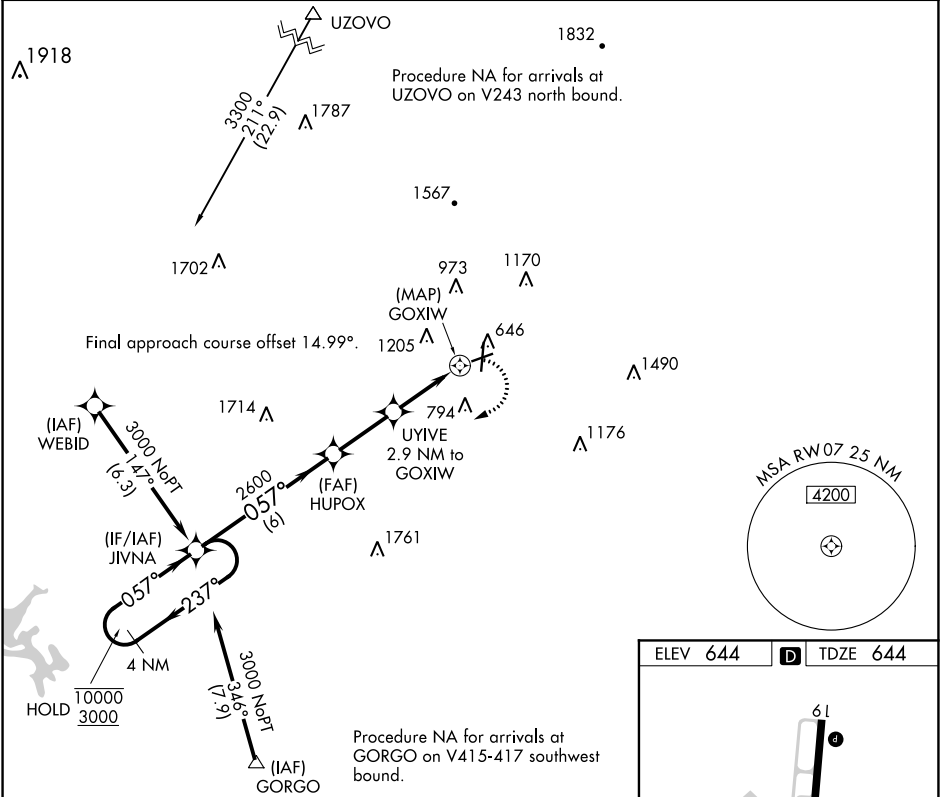 UZOVO
1832
1918
Procedure NA for arrivals at
UZOVO on V243 north bound.
3300
211°
(22.9)
1787
1567
1702
973
1170
(MAP)
GOXIW
646
1205
Final approach course offset 14.99°.
1490
1714
794
(IAF)
WEBID
3000 NoPT
147°
(6.3)
UYIVE
2.9 NM to
GOXIW
1176
2600
057°
(6)
(FAF)
HUPOX
MSA RW07 25 NM
4200
(IF/IAF)
JIVNA
1761
057°
237°
4 NM
HOLD
10000
3000
3000 NoPT
346°
(7.9)
(IAF)
GORGO
Procedure NA for arrivals at
GORGO on V415-417 southwest
bound.
ELEV 644
D
TDZE 644
19
P